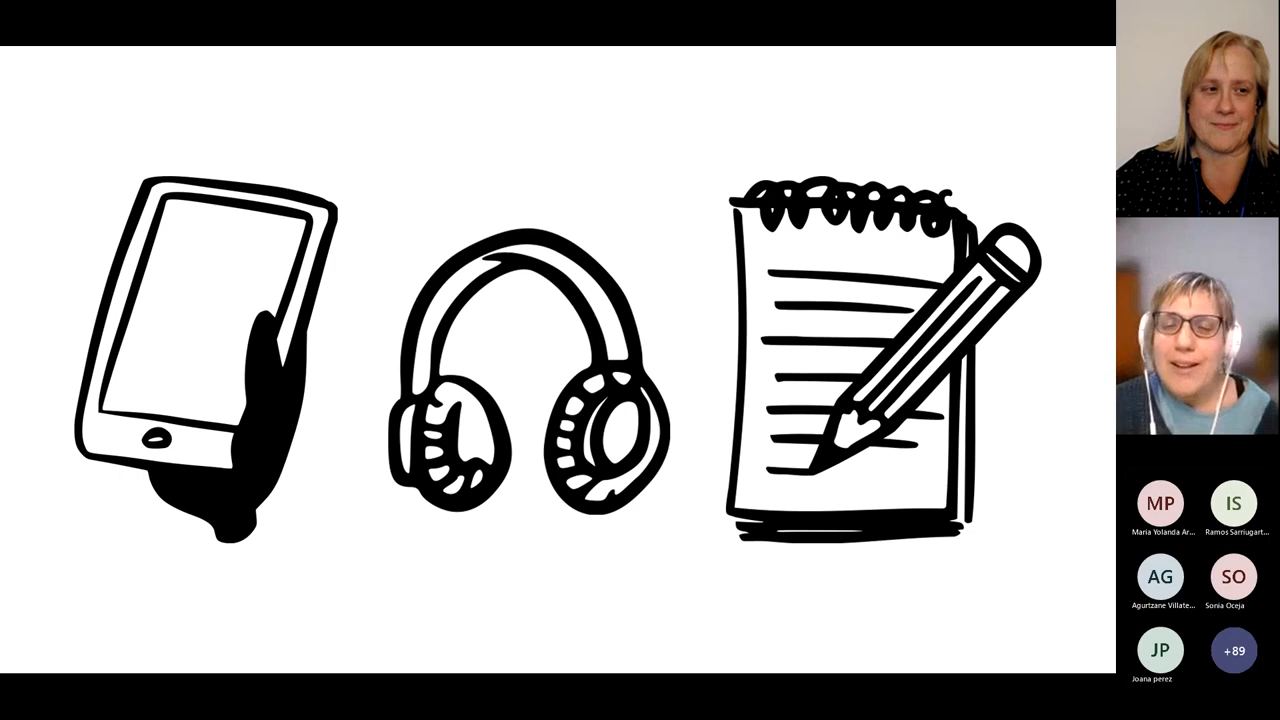 MP
IS
Maria Yolanda Ar...
Ramos Sarriugart...
AG
SO
Agurtzane Villate...
Sonia Oceja
JP
+89
Joana perez